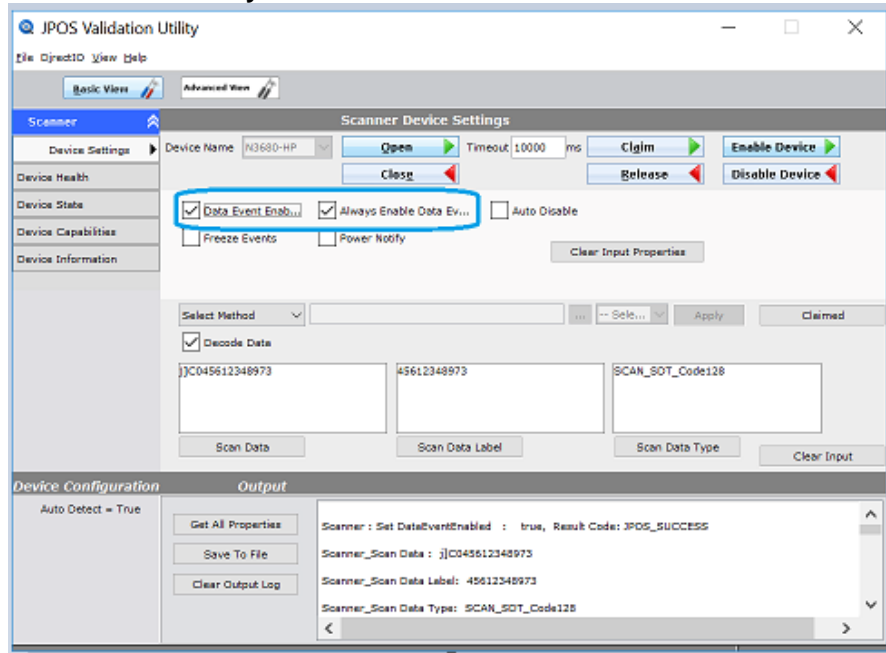 JPOS Validation Utility
File DirectIO View Help
Basic View Advanced View
Scanner
Scanner Device Settings
Device Settings
Device Name N3680-HP Open Timeout 10000 ms Claim Enable Device
Close Release Disable Device
Device Health
Device State
Device Capabilities
Device Information
Data Event Enab... Always Enable Data Ev... Auto Disable
Freeze Events Power Notify
Clear Input Properties
Select Method ... -- Sele... Apply Claimed
Decode Data
j]C045612348973 45612348973 SCAN_SDT_Code128
Scan Data Scan Data Label Scan Data Type Clear Input
Device Configuration Output
Auto Detect = True
Get All Properties
Save To File
Clear Output Log
Scanner : Set DataEventEnabled : true, Result Code: JPOS_SUCCESS
Scanner_Scan Data : j]C045612348973
Scanner_Scan Data Label: 45612348973
Scanner_Scan Data Type: SCAN_SDT_Code128